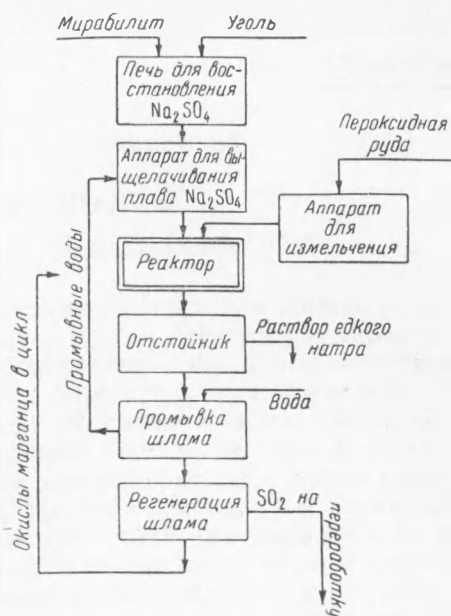 Мирабилит
Уголь
Печь для вос-
становления
Na₂SO₄
Пероксидная
руда
Аппарат для вы-
щелачивания
плава Na₂SO₄
Аппарат
для
измельчения
Реактор
Отстойник
Раствор едкого
натра
Вода
Промывка
шлама
Регенерация
шлама
SO₂ на
переработку
Промывные воды
Окислы марганца в цикл